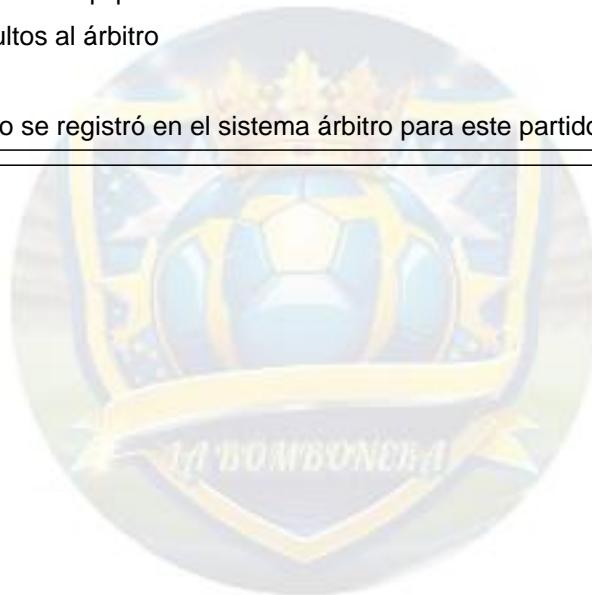 ultos al árbitro
o se registró en el sistema árbitro para este partido
LA BOMBONERA